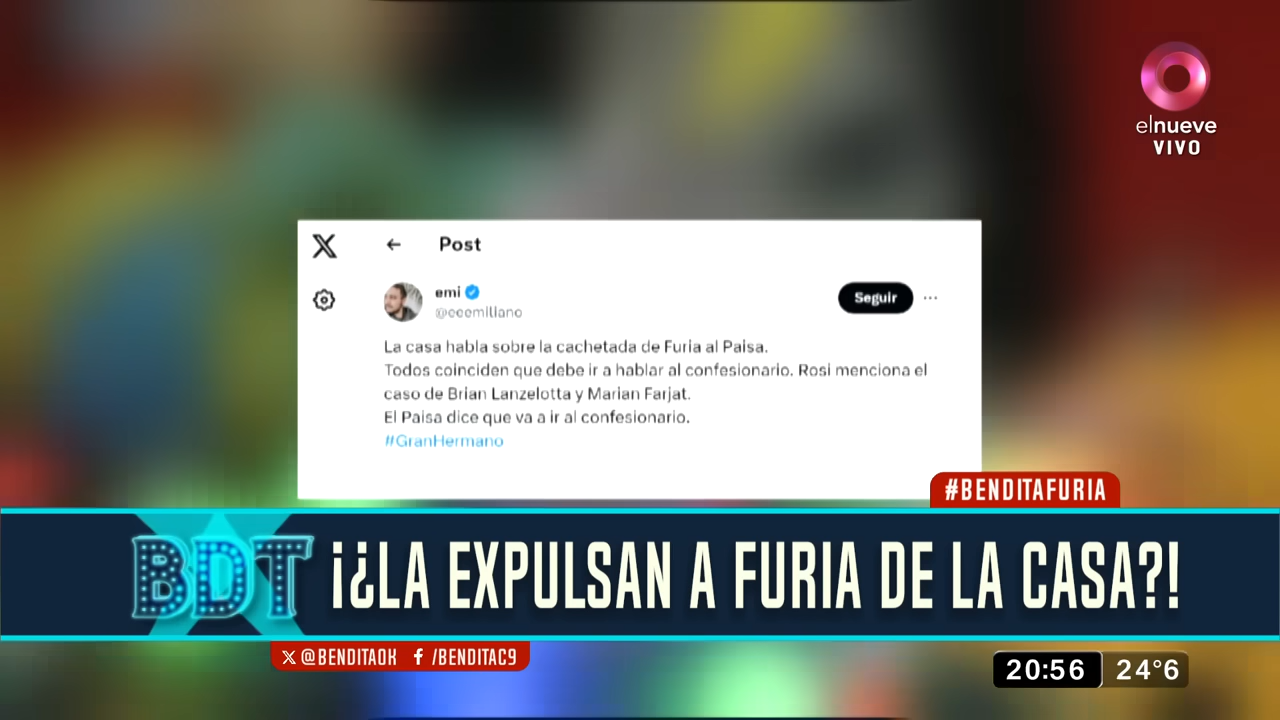 elnueve
VIVO
X
Post
emi
@eeemiliano
Seguir
La casa habla sobre la cachetada de Furia al Paisa.
Todos coinciden que debe ir a hablar al confesionario. Rosi menciona el
caso de Brian Lanzelotta y Marian Farjat.
El Paisa dice que va a ir al confesionario.
#GranHermano
#BENDITAFURIA
BDT
¡¿LA EXPULSAN A FURIA DE LA CASA?!
X @BENDITAOK f /BENDITAC9
20:56 24°6